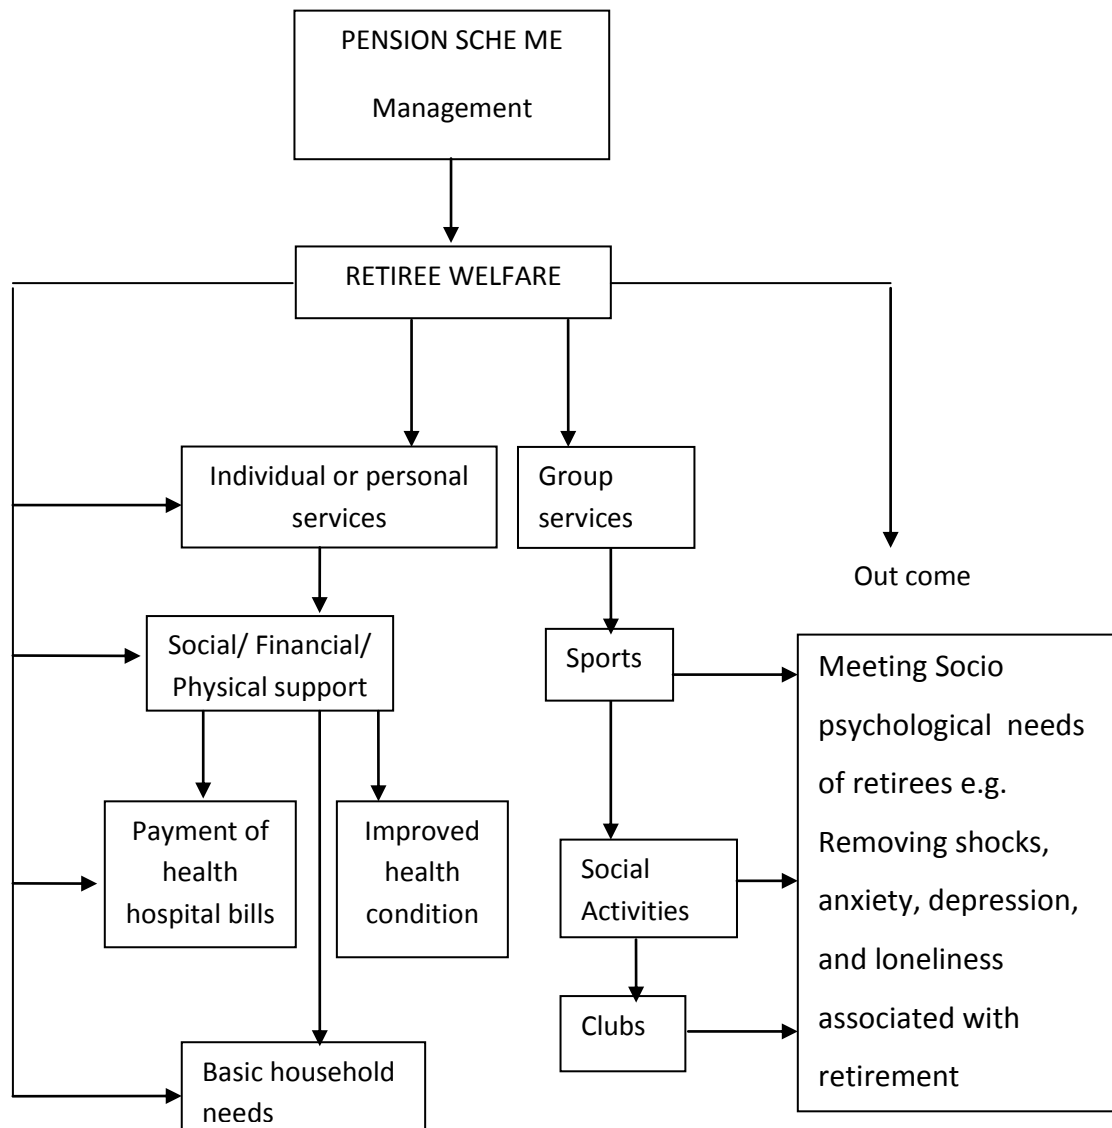 PENSION SCHE ME
Management
RETIREE WELFARE
Individual or personal
services
Group
services
Out come
Social/ Financial/
Physical support
Sports
Meeting Socio
psychological needs
of retirees e.g.
Removing shocks,
anxiety, depression,
and loneliness
associated with
retirement
Payment of
health
hospital bills
Improved
health
condition
Social
Activities
Clubs
Basic household
needs